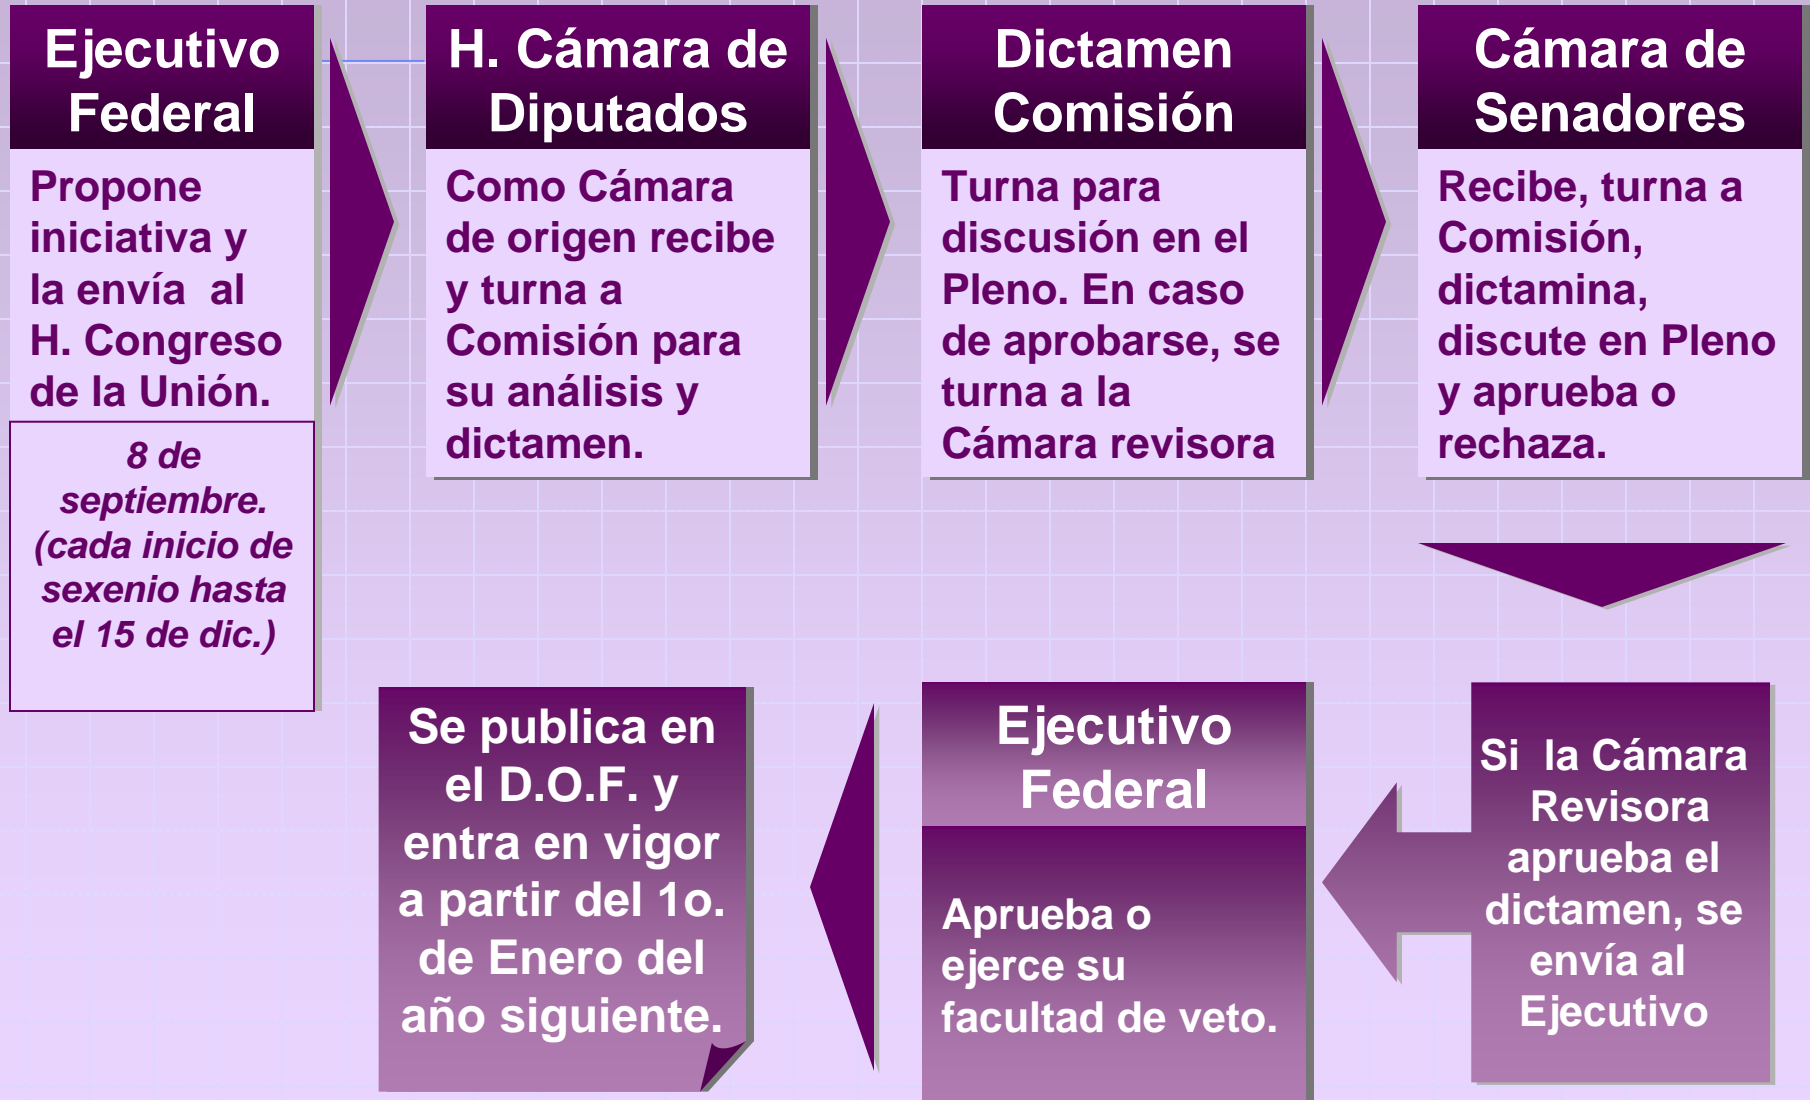 Ejecutivo
Federal
Propone
iniciativa y
la envía  al
H. Congreso
de la Unión.
8 de
septiembre.
(cada inicio de
sexenio hasta
el 15 de dic.)
H. Cámara de
Diputados
Como Cámara
de origen recibe
y turna a
Comisión para
su análisis y
dictamen.
Dictamen
Comisión
Turna para
discusión en el
Pleno. En caso
de aprobarse, se
turna a la
Cámara revisora
Cámara de
Senadores
Recibe, turna a
Comisión,
dictamina,
discute en Pleno
y aprueba o
rechaza.
Si  la Cámara
Revisora
aprueba el
dictamen, se
envía al
Ejecutivo
Ejecutivo
Federal
Aprueba o
ejerce su
facultad de veto.
Se publica en
el D.O.F. y
entra en vigor
a partir del 1o.
de Enero del
año siguiente.